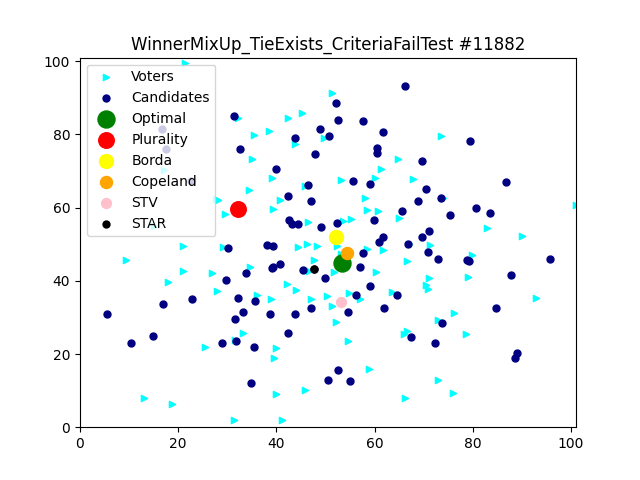 WinnerMixUp_TieExists_CriteriaFailTest #11882
100
80
60
40
20
0
Voters
Candidates
Optimal
Plurality
Borda
Copeland
STV
STAR
0 20 40 60 80 100